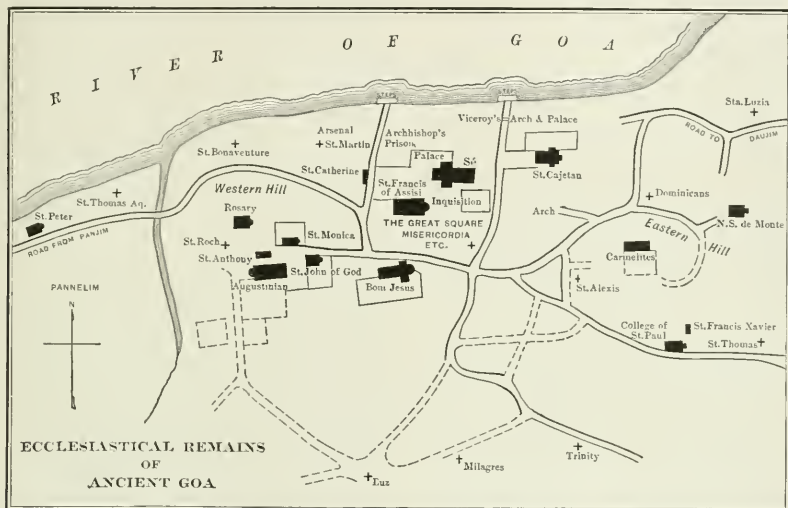 RIVER OF GOA
STEPS
STEPS
Sta. Luzia
Viceroy's Arch & Palace
ROAD TO
DAUJIM
Arsenal
St. Martin
Archbishop's
Prison
Palace
Sé
St. Bonaventure
St. Cajetan
St. Catherine
St. Francis
of Assisi
Inquisition
Western Hill
St. Thomas Aq.
Dominicans
St. Peter
Rosary
Arch
N.S. de Monte
THE GREAT SQUARE
MISERICORDIA
ETC.
Eastern
Hill
ROAD FROM PANJIM
St. Monica
St. Roch
St. Anthony
St. John of God
Carmelites
Augustinian
Bom Jesus
St. Alexis
PANNELIM
N
College of
St. Paul
St. Francis Xavier
St. Thomas
ECCLESIASTICAL REMAINS
OF
ANCIENT GOA
Luz
Milagres
Trinity